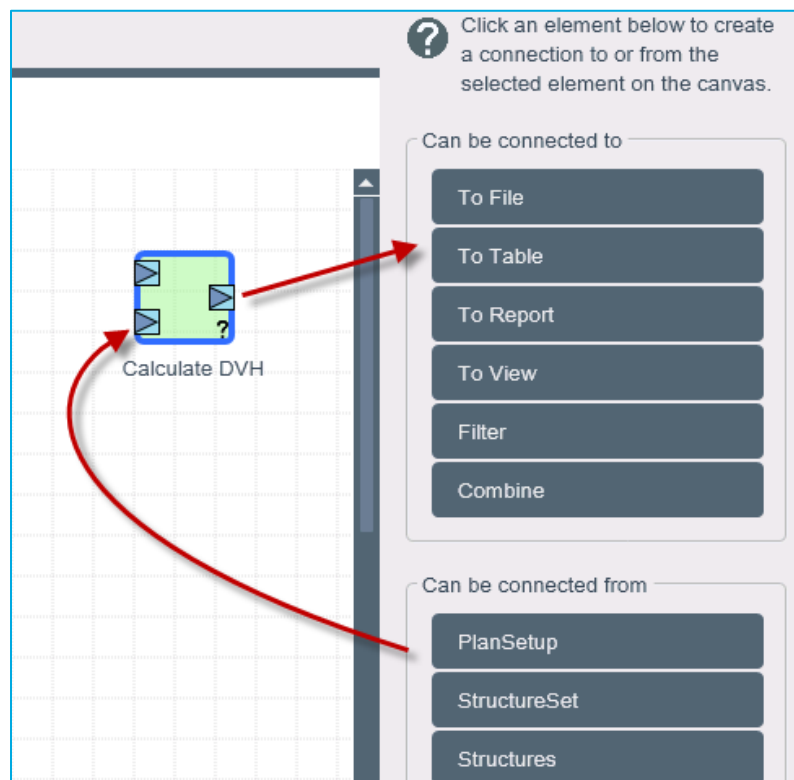 ?
Click an element below to create
a connection to or from the
selected element on the canvas.
Can be connected to
To File
To Table
To Report
To View
Filter
Combine
?
Calculate DVH
Can be connected from
PlanSetup
StructureSet
Structures